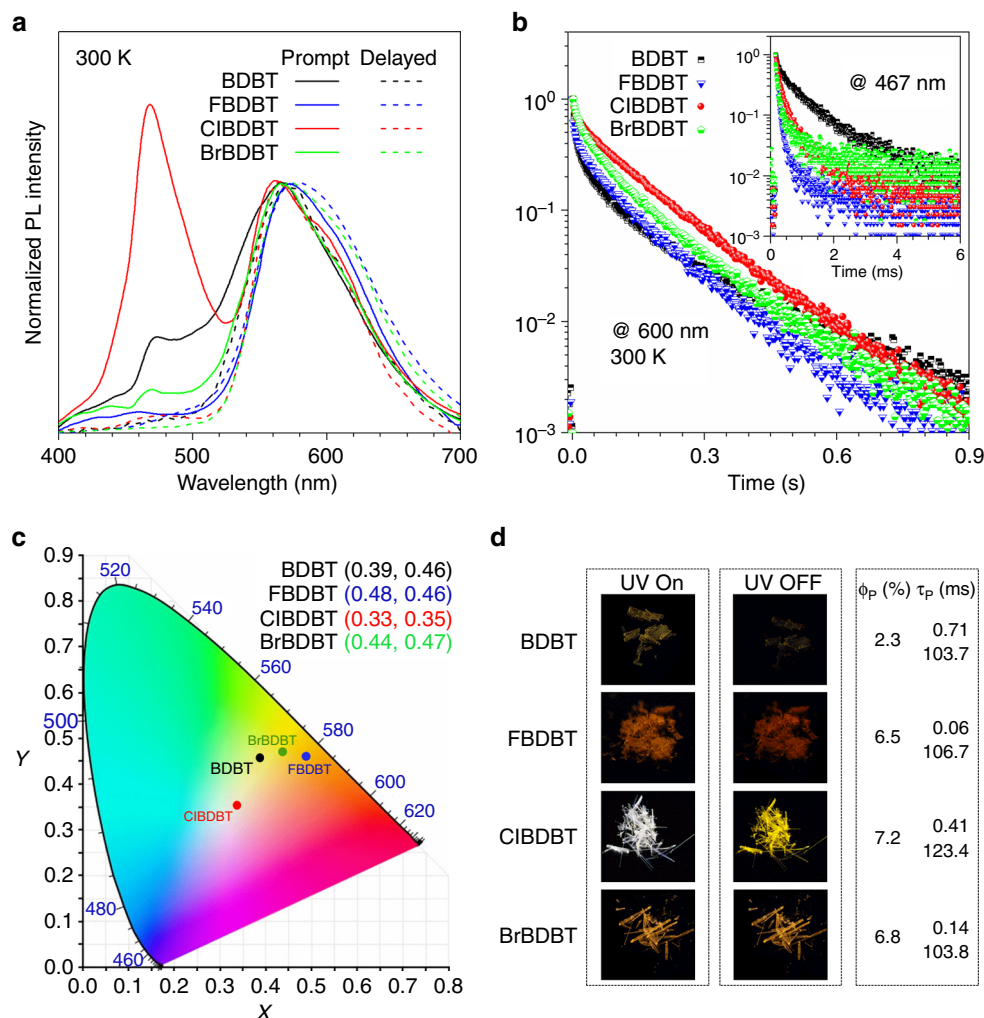 a
300 K
Prompt Delayed
BDBT
FBDBT
ClBDBT
BrBDBT
Normalized PL intensity
400 500 600 700
Wavelength (nm)
b
BDBT
FBDBT
ClBDBT
BrBDBT
10^0
10^-1
10^-2
10^-3
@ 600 nm
300 K
0.0 0.3 0.6 0.9
Time (s)
@ 467 nm
10^0
10^-1
10^-2
10^-3
0 2 4 6
Time (ms)
c
BDBT (0.39, 0.46)
FBDBT (0.48, 0.46)
ClBDBT (0.33, 0.35)
BrBDBT (0.44, 0.47)
0.9
0.8
0.7
0.6
0.5
0.4
0.3
0.2
0.1
0.0
Y
520
540
560
500
580
600
620
480
460
BrBDBT
BDBT
FBDBT
ClBDBT
0.0 0.1 0.2 0.3 0.4 0.5 0.6 0.7 0.8
X
d
UV On UV OFF ϕP (%) τP (ms)
BDBT 2.3 0.71
103.7
FBDBT 6.5 0.06
106.7
ClBDBT 7.2 0.41
123.4
BrBDBT 6.8 0.14
103.8